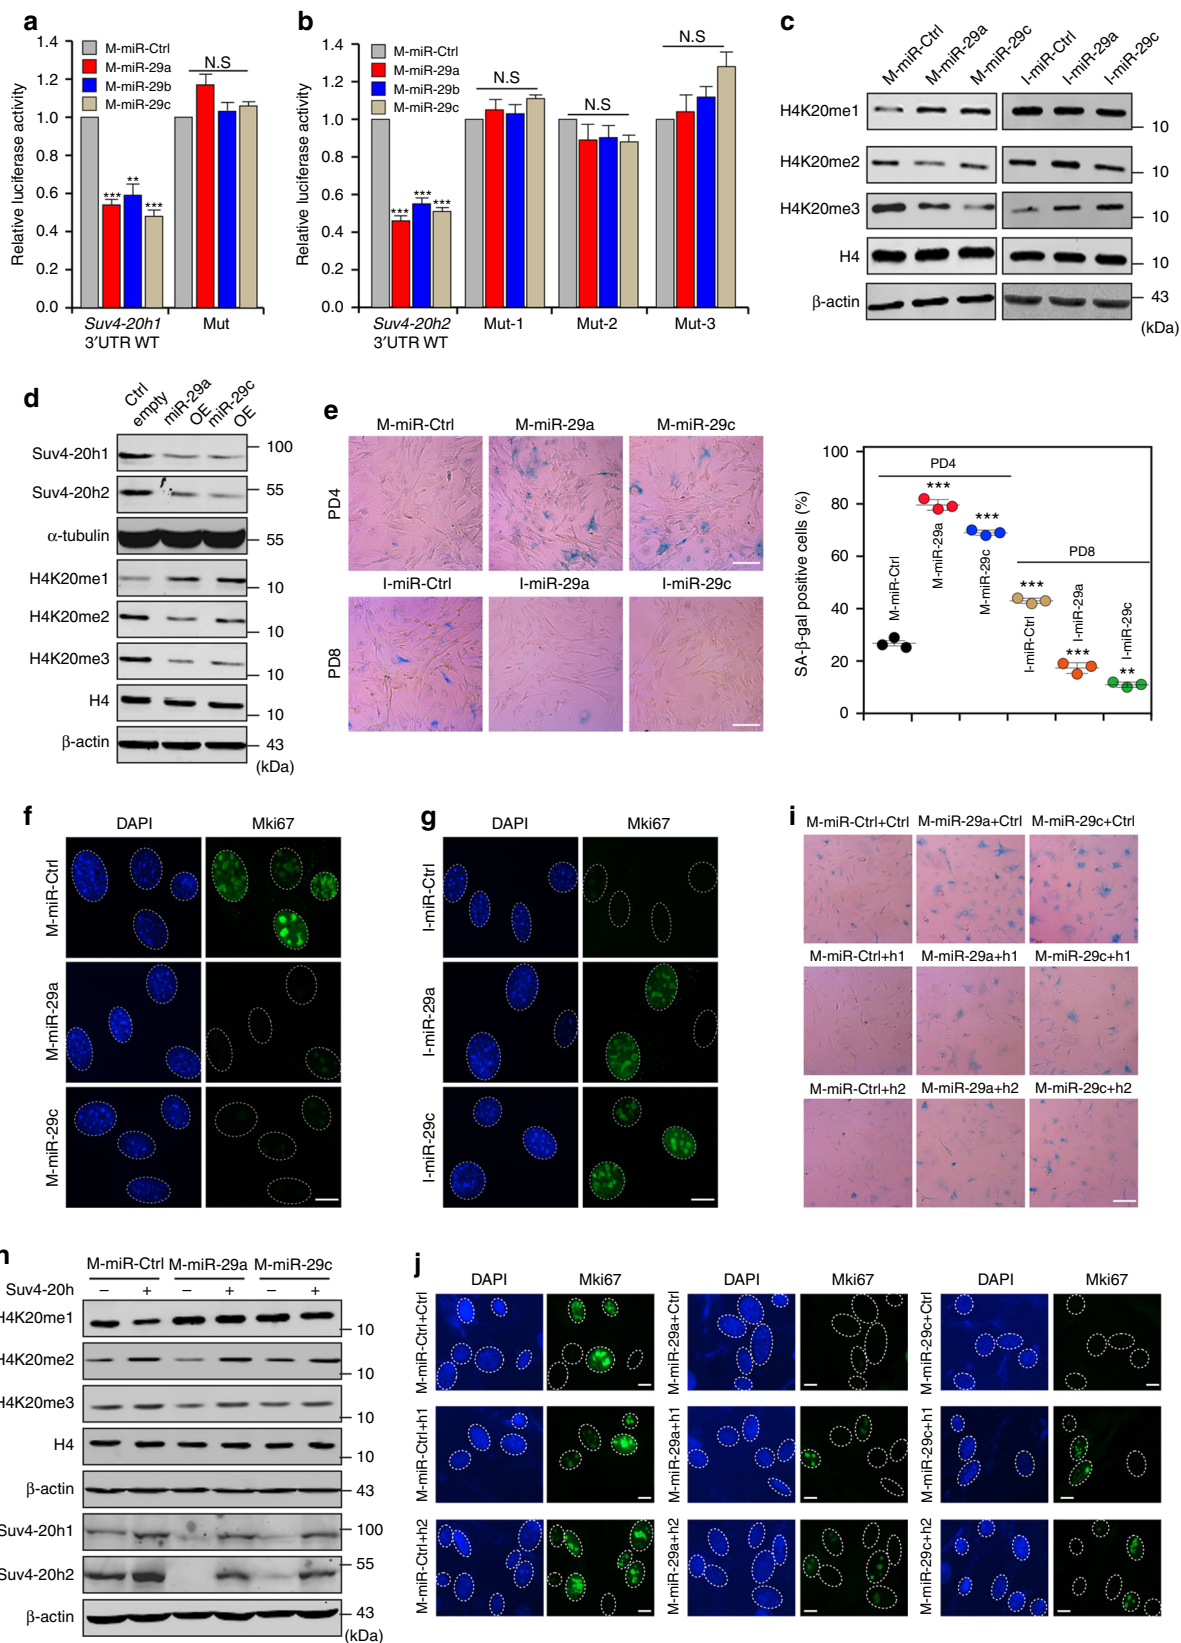 a
Relative luciferase activity
1.4
1.2
1.0
0.8
0.6
0.4
0.2
0.0
M-miR-Ctrl
M-miR-29a
M-miR-29b
M-miR-29c
N.S
***
**
***
Suv4-20h1
3′UTR WT
Mut
b
Relative luciferase activity
1.4
1.2
1.0
0.8
0.6
0.4
0.2
0.0
M-miR-Ctrl
M-miR-29a
M-miR-29b
M-miR-29c
***
***
***
N.S
N.S
N.S
Suv4-20h2
3′UTR WT
Mut-1
Mut-2
Mut-3
c
M-miR-Ctrl
M-miR-29a
M-miR-29c
I-miR-Ctrl
I-miR-29a
I-miR-29c
H4K20me1
10
H4K20me2
10
H4K20me3
10
H4
10
β-actin
43
(kDa)
d
Ctrl
empty
miR-29a
OE
miR-29c
OE
Suv4-20h1
100
Suv4-20h2
55
α-tubulin
55
H4K20me1
10
H4K20me2
10
H4K20me3
10
H4
10
β-actin
43
(kDa)
e
M-miR-Ctrl M-miR-29a M-miR-29c
PD4
I-miR-Ctrl I-miR-29a I-miR-29c
PD8
SA-β-gal positive cells (%)
100
80
60
40
20
0
PD4
***
***
M-miR-Ctrl
M-miR-29a
M-miR-29c
PD8
***
I-miR-Ctrl
I-miR-29a
***
I-miR-29c
**
f
DAPI Mki67
M-miR-Ctrl
M-miR-29a
M-miR-29c
g
DAPI Mki67
I-miR-Ctrl
I-miR-29a
I-miR-29c
i
M-miR-Ctrl+Ctrl M-miR-29a+Ctrl M-miR-29c+Ctrl
M-miR-Ctrl+h1 M-miR-29a+h1 M-miR-29c+h1
M-miR-Ctrl+h2 M-miR-29a+h2 M-miR-29c+h2
h
M-miR-Ctrl M-miR-29a M-miR-29c
Suv4-20h − + − + − +
H4K20me1
10
H4K20me2
10
H4K20me3
10
H4
10
β-actin
43
Suv4-20h1
100
Suv4-20h2
55
β-actin
43
(kDa)
j
DAPI Mki67 DAPI Mki67 DAPI Mki67
M-miR-Ctrl+Ctrl
M-miR-29a+Ctrl
M-miR-29c+Ctrl
M-miR-Ctrl+h1
M-miR-29a+h1
M-miR-29c+h1
M-miR-Ctrl+h2
M-miR-29a+h2
M-miR-29c+h2